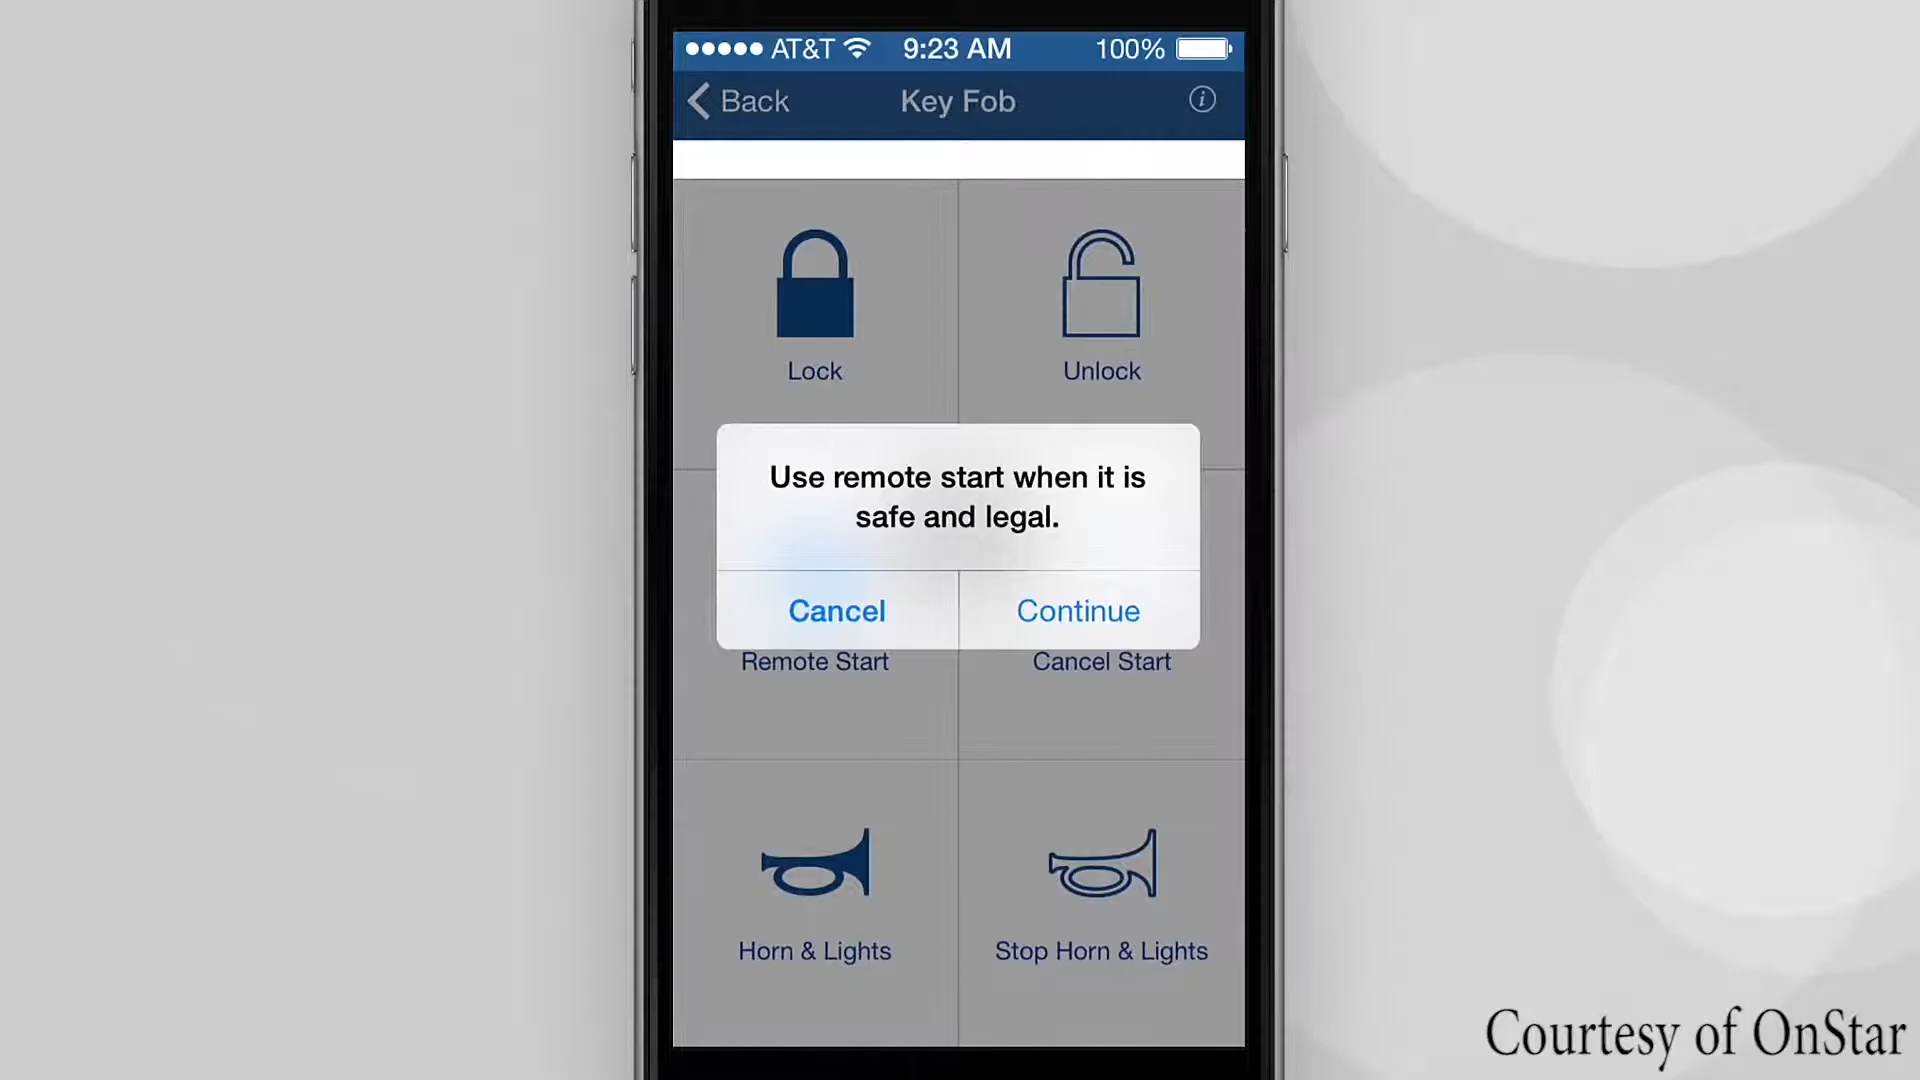 AT&T 9:23 AM 100%
Back Key Fob
Lock Unlock
Use remote start when it is
safe and legal.
Cancel Continue
Remote Start Cancel Start
Horn & Lights Stop Horn & Lights
Courtesy of OnStar